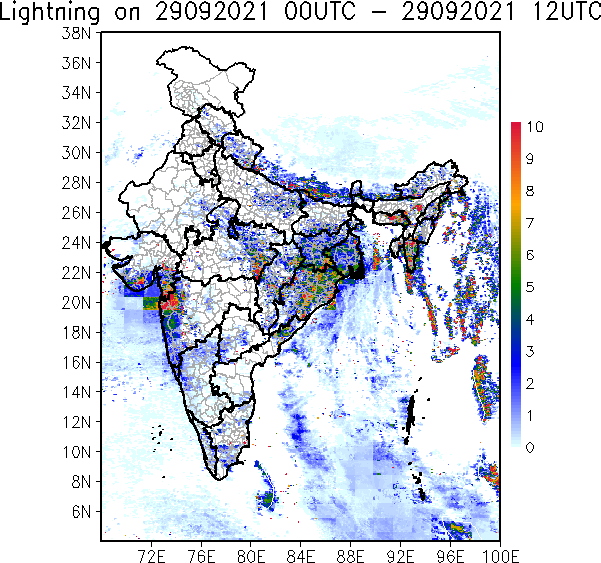 Lightning on 29092021 00UTC – 29092021 12UTC
38N
36N
34N
32N
30N
28N
26N
24N
22N
20N
18N
16N
14N
12N
10N
8N
6N
72E 76E 80E 84E 88E 92E 96E 100E
10
9
8
7
6
5
4
3
2
1
0